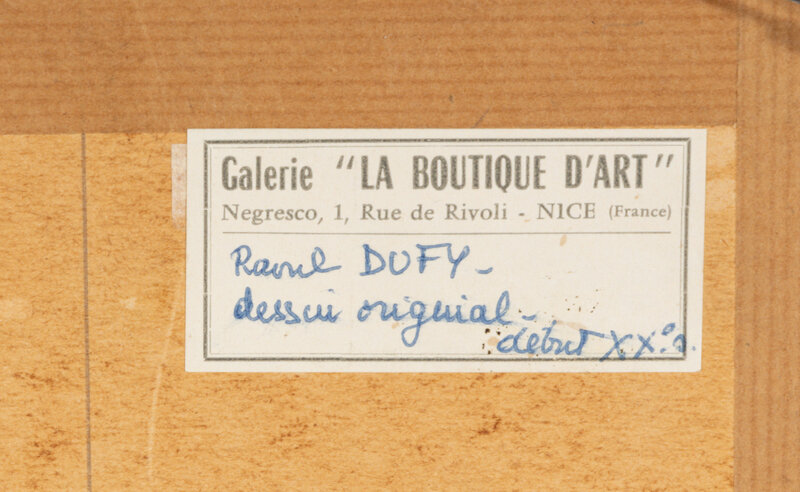 Galerie "LA BOUTIQUE D'ART"
Negresco, 1, Rue de Rivoli - NICE (France)
Raoul DUFY -
dessin original -
début XX° s.